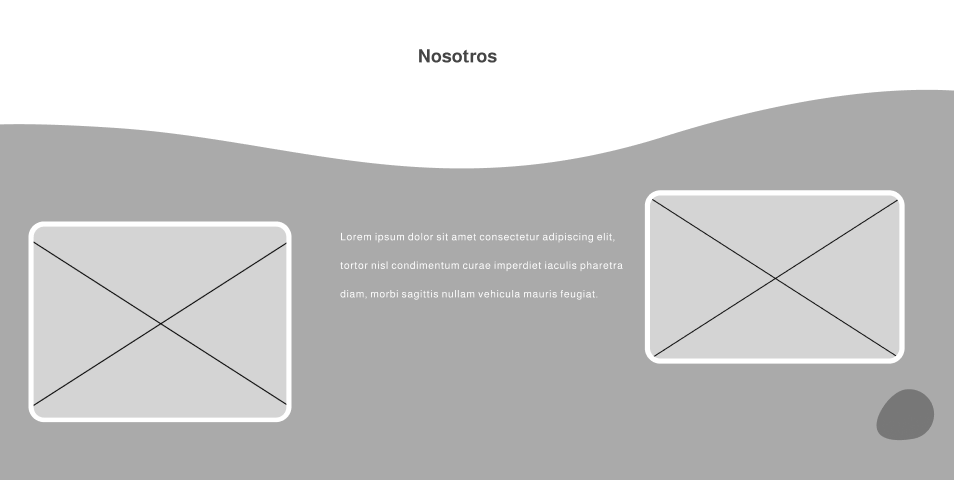 Nosotros
Lorem ipsum dolor sit amet consectetur adipiscing elit,
tortor nisl condimentum curae imperdiet iaculis pharetra
diam, morbi sagittis nullam vehicula mauris feugiat.